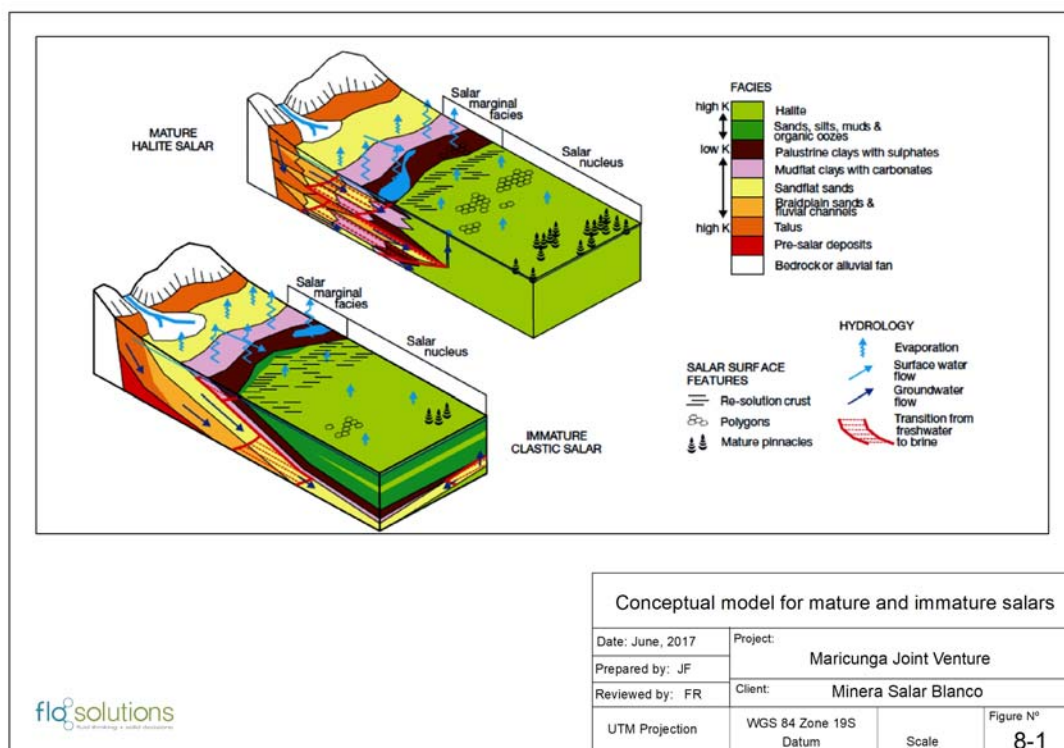 Salar
marginal
facies
MATURE
HALITE SALAR
Salar
nucleus
FACIES
high K
Halite
Sands, silts, muds &
organic oozes
low K
Palustrine clays with sulphates
Mudflat clays with carbonates
Sandflat sands
Braidplain sands &
fluvial channels
high K
Talus
Pre-salar deposits
Bedrock or alluvial fan
Salar
marginal
facies
Salar
nucleus
IMMATURE
CLASTIC SALAR
SALAR SURFACE
FEATURES
Re-solution crust
Polygons
Mature pinnacles
HYDROLOGY
Evaporation
Surface water
flow
Groundwater
flow
Transition from
freshwater
to brine
Conceptual model for mature and immature salars
Date: June, 2017
Project:
Maricunga Joint Venture
Prepared by: JF
Reviewed by: FR
Client:
Minera Salar Blanco
UTM Projection
WGS 84 Zone 19S
Datum
Scale
Figure Nº
8-1
flosolutions